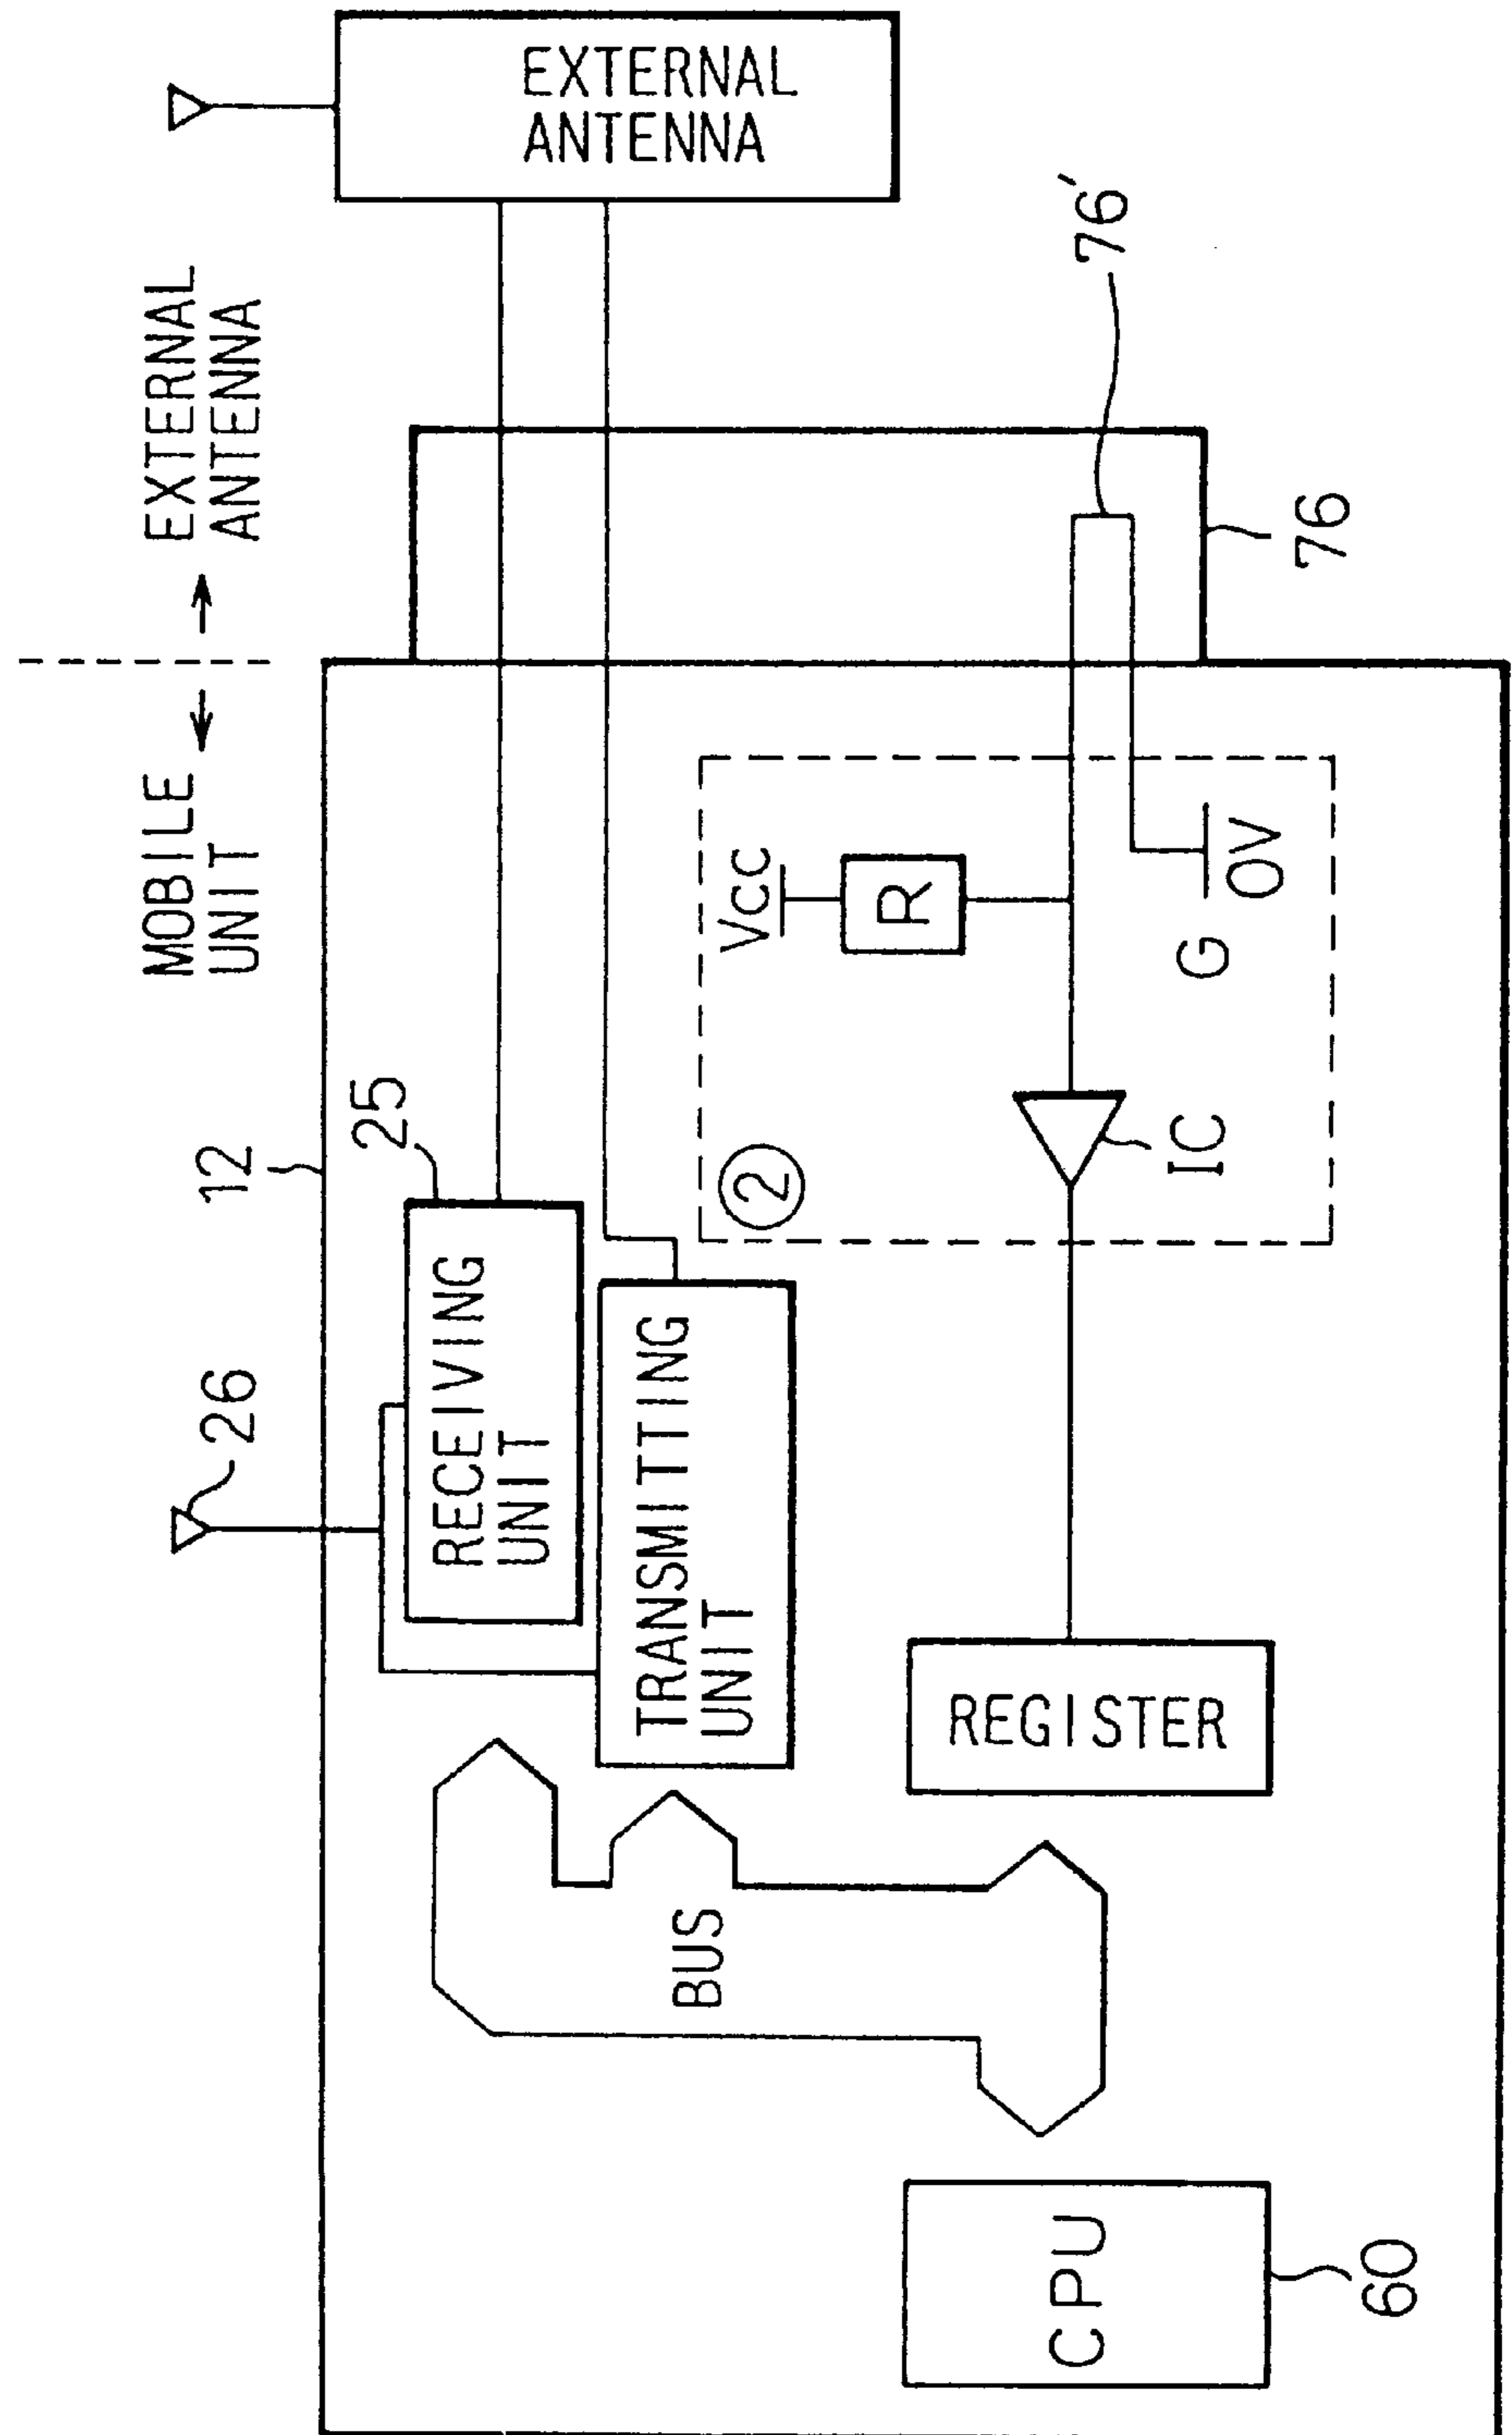 MOBILE
UNIT
EXTERNAL
ANTENNA
26
12
25
RECEIVING
UNIT
TRANSMITTING
UNIT
EXTERNAL
ANTENNA
BUS
2
Vcc
R
IC
G
0V
76'
76
REGISTER
CPU
60